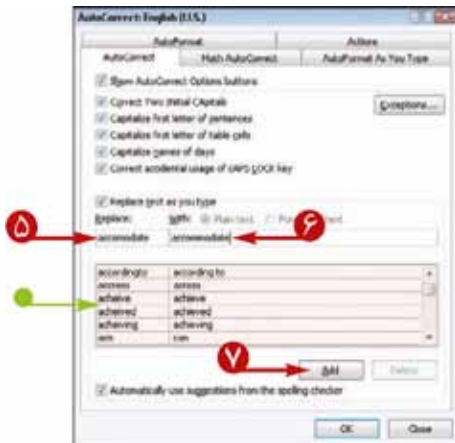 AutoCorrect: English (U.S.)
AutoFormat Actions
AutoCorrect Math AutoCorrect AutoFormat As You Type
Show AutoCorrect Options buttons
Correct TWo INitial CApitals
Exceptions...
Capitalize first letter of sentences
Capitalize first letter of table cells
Capitalize names of days
Correct accidental usage of cAPS LOCK key
Replace text as you type
Replace: With: Plain text text
۵ accomodate accommodate ۶
accordingto according to
across
acheive achieve
acheived achieved
acheiving achieving
acn can
۷
Add Delete
Automatically use suggestions from the spelling checker
OK Close